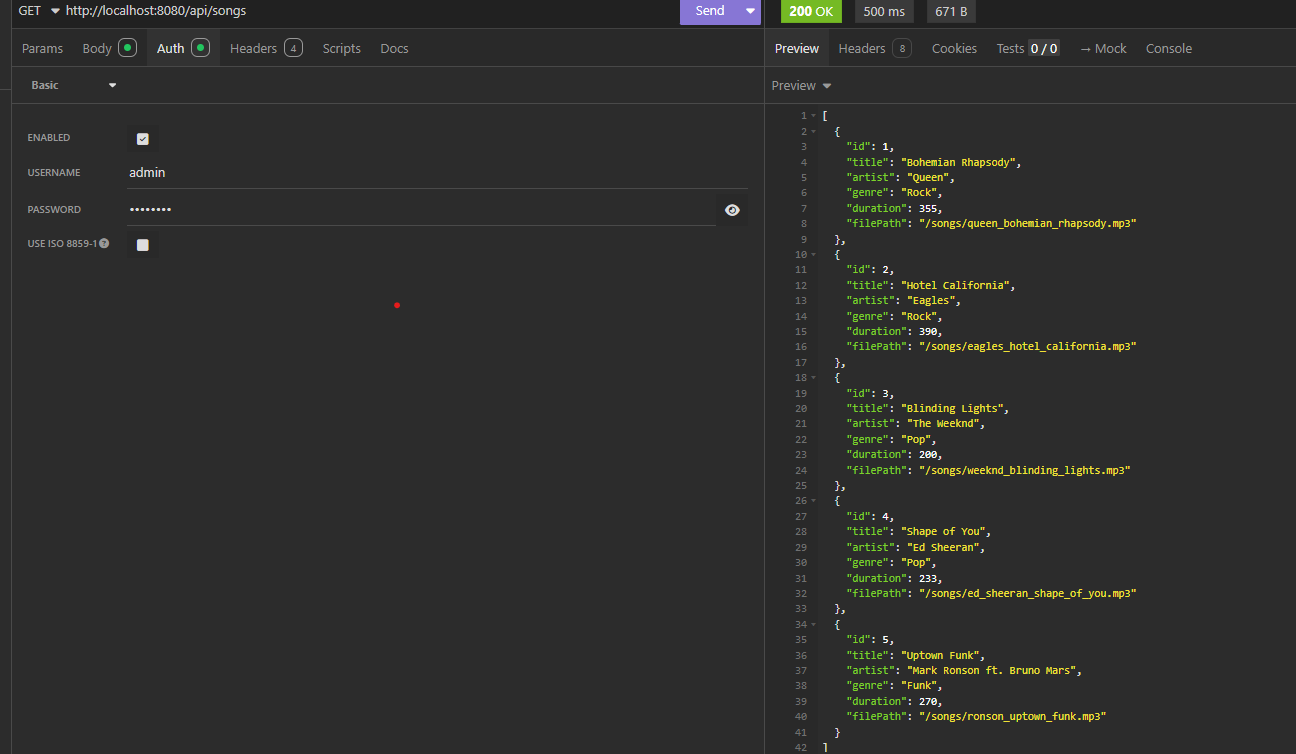 GET http://localhost:8080/api/songs Send
Params Body Auth Headers 4 Scripts Docs
Basic
ENABLED
USERNAME admin
PASSWORD ••••••••
USE ISO 8859-1 ?
200 OK 500 ms 671 B
Preview Headers 8 Cookies Tests 0 / 0 → Mock Console
Preview
1 [
2 {
3 "id": 1,
4 "title": "Bohemian Rhapsody",
5 "artist": "Queen",
6 "genre": "Rock",
7 "duration": 355,
8 "filePath": "/songs/queen_bohemian_rhapsody.mp3"
9 },
10 {
11 "id": 2,
12 "title": "Hotel California",
13 "artist": "Eagles",
14 "genre": "Rock",
15 "duration": 390,
16 "filePath": "/songs/eagles_hotel_california.mp3"
17 },
18 {
19 "id": 3,
20 "title": "Blinding Lights",
21 "artist": "The Weeknd",
22 "genre": "Pop",
23 "duration": 200,
24 "filePath": "/songs/weeknd_blinding_lights.mp3"
25 },
26 {
27 "id": 4,
28 "title": "Shape of You",
29 "artist": "Ed Sheeran",
30 "genre": "Pop",
31 "duration": 233,
32 "filePath": "/songs/ed_sheeran_shape_of_you.mp3"
33 },
34 {
35 "id": 5,
36 "title": "Uptown Funk",
37 "artist": "Mark Ronson ft. Bruno Mars",
38 "genre": "Funk",
39 "duration": 270,
40 "filePath": "/songs/ronson_uptown_funk.mp3"
41 }
42 ]